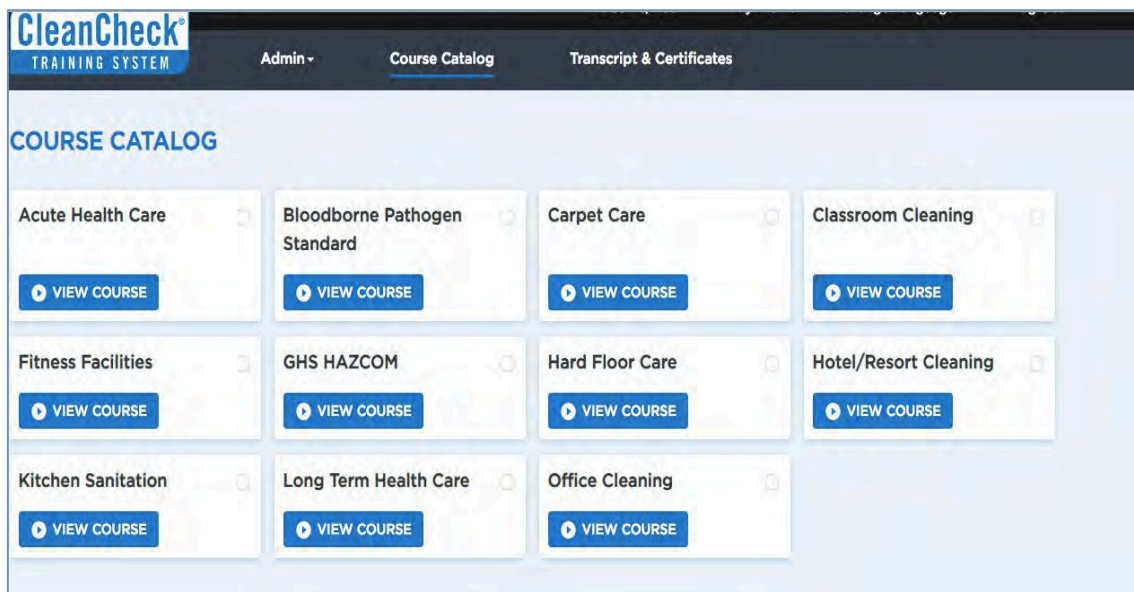 CleanCheck®
TRAINING SYSTEM
Admin
Course Catalog
Transcript & Certificates
COURSE CATALOG
Acute Health Care
VIEW COURSE
Bloodborne Pathogen
Standard
VIEW COURSE
Carpet Care
VIEW COURSE
Classroom Cleaning
VIEW COURSE
Fitness Facilities
VIEW COURSE
GHS HAZCOM
VIEW COURSE
Hard Floor Care
VIEW COURSE
Hotel/Resort Cleaning
VIEW COURSE
Kitchen Sanitation
VIEW COURSE
Long Term Health Care
VIEW COURSE
Office Cleaning
VIEW COURSE